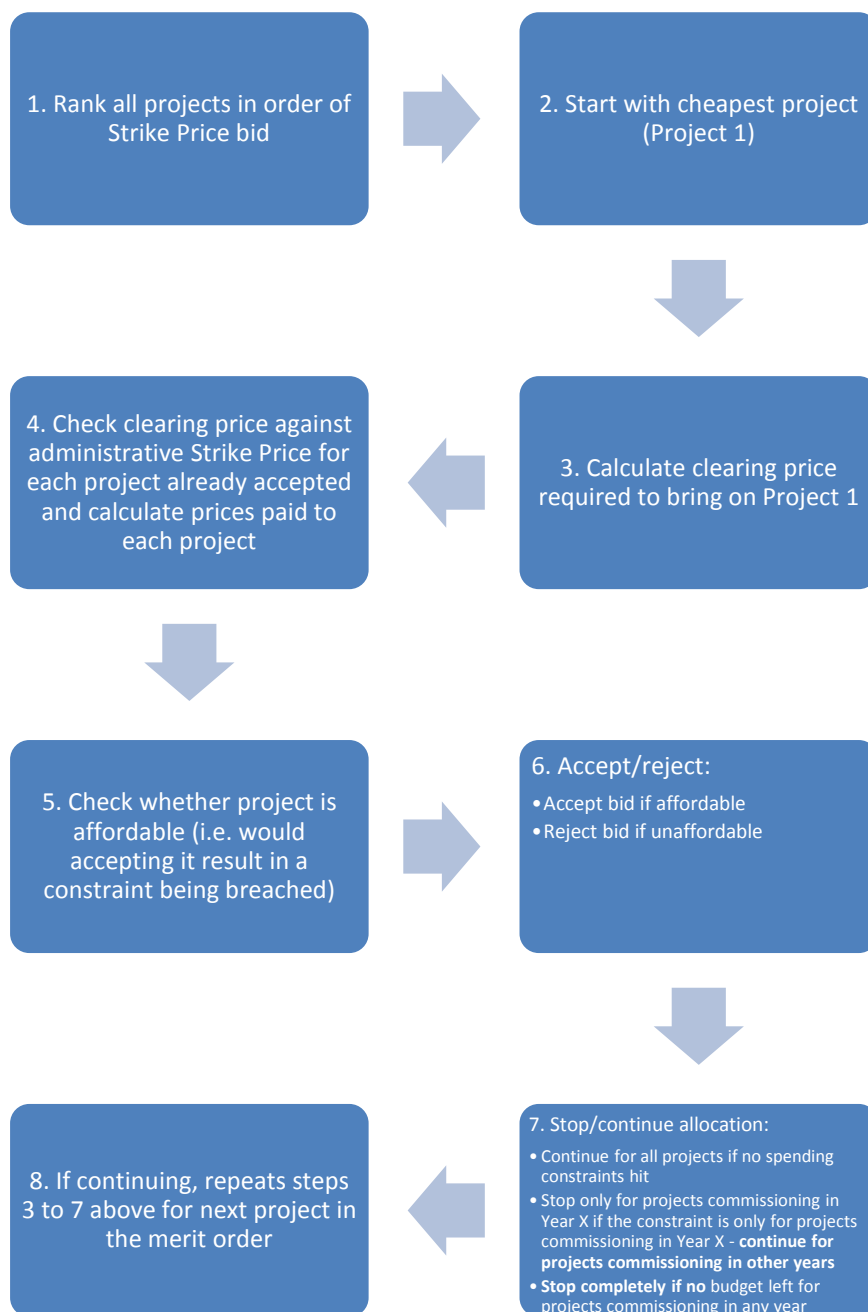 1. Rank all projects in order of
Strike Price bid
2. Start with cheapest project
(Project 1)
3. Calculate clearing price
required to bring on Project 1
4. Check clearing price against
administrative Strike Price for
each project already accepted
and calculate prices paid to
each project
5. Check whether project is
affordable (i.e. would
accepting it result in a
constraint being breached)
6. Accept/reject:
•Accept bid if affordable
•Reject bid if unaffordable
7. Stop/continue allocation:
• Continue for all projects if no spending
constraints hit
• Stop only for projects commissioning in
Year X if the constraint is only for projects
commissioning in Year X - continue for
projects commissioning in other years
• Stop completely if no budget left for
projects commissioning in any year
8. If continuing, repeats steps
3 to 7 above for next project in
the merit order